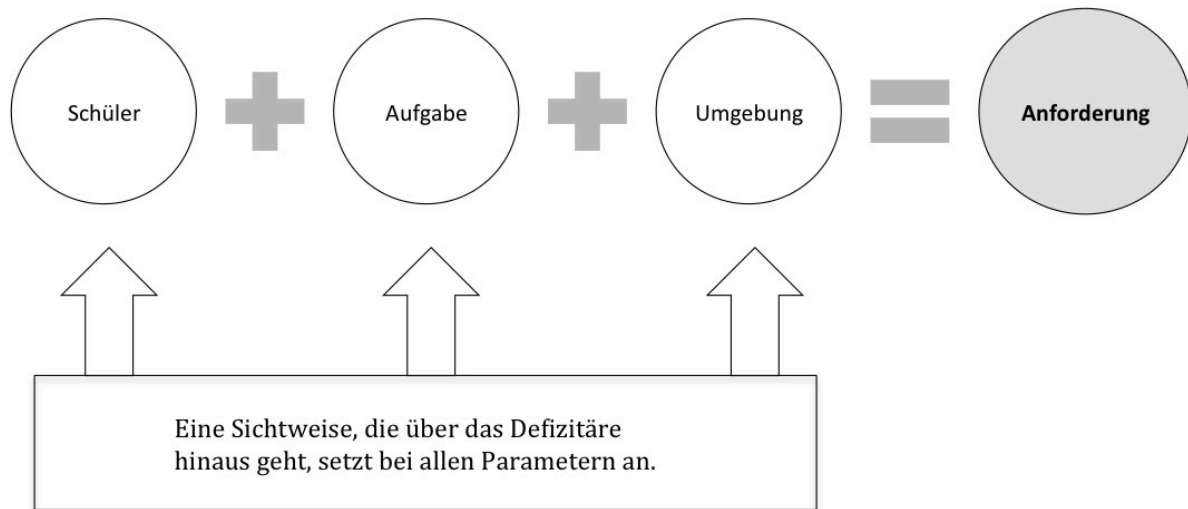 Schüler
Aufgabe
Umgebung
Anforderung
Eine Sichtweise, die über das Defizitäre
hinaus geht, setzt bei allen Parametern an.